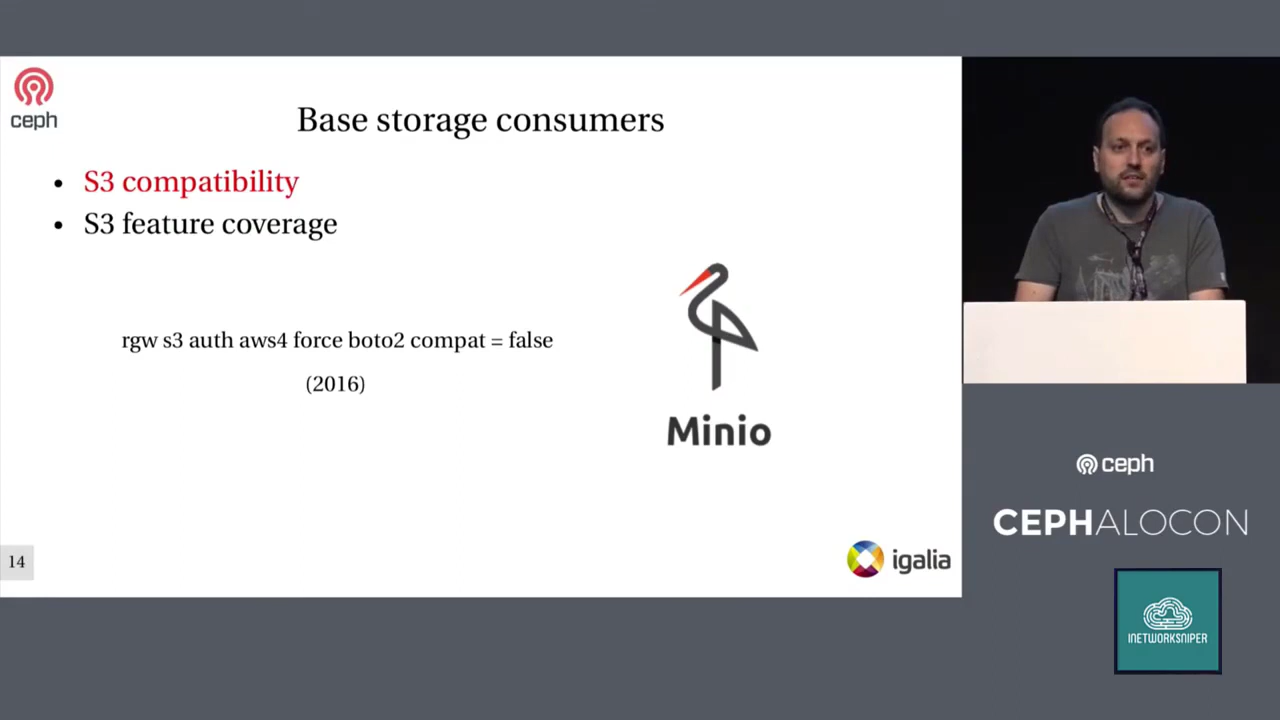 ceph
Base storage consumers
• S3 compatibility
• S3 feature coverage
rgw s3 auth aws4 force boto2 compat = false
(2016)
Minio
14
igalia
ceph
CEPHALOCON
INETWORKSNIPER